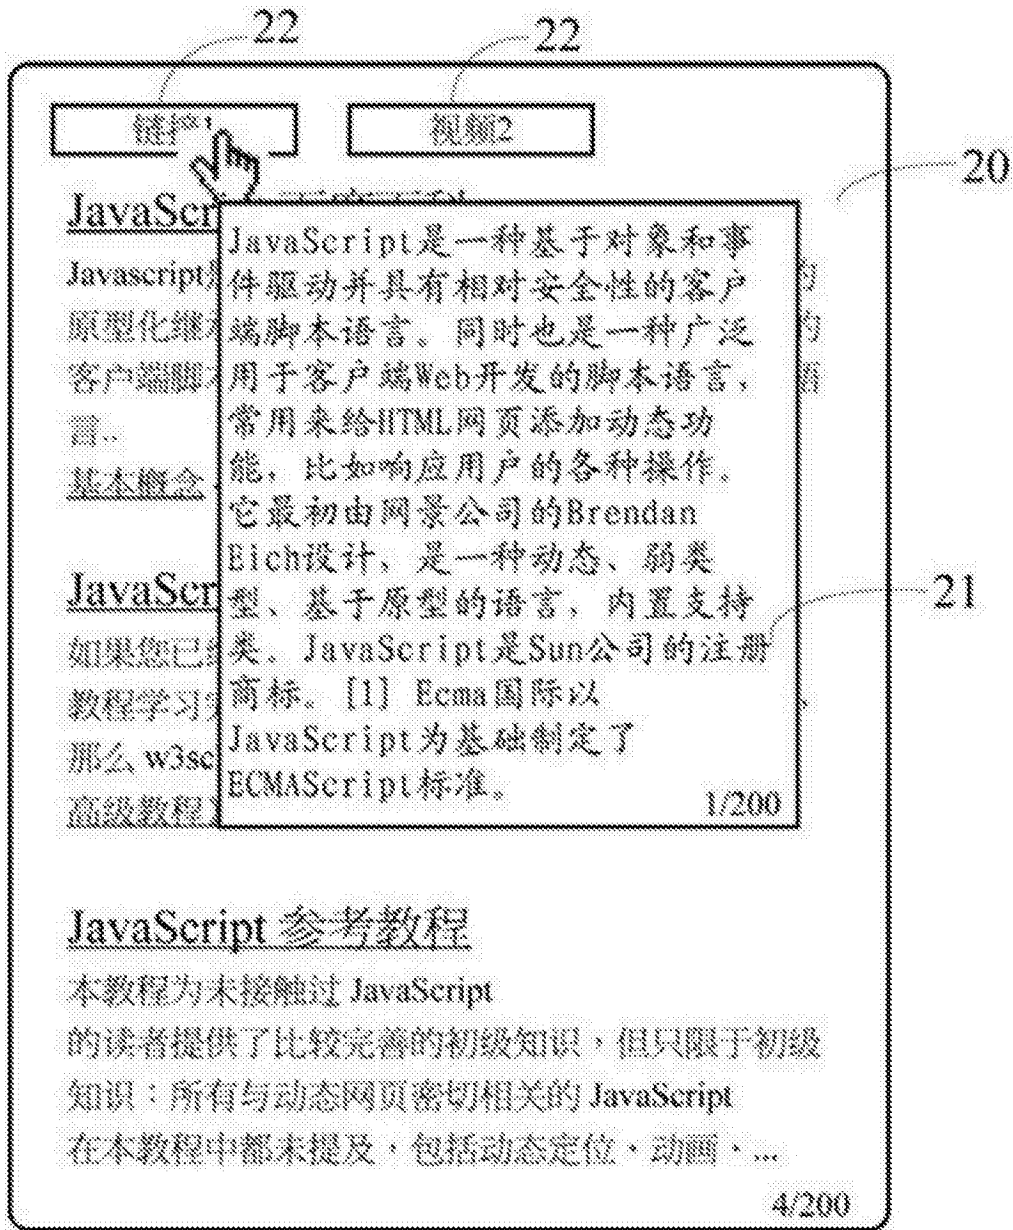 22
22
链接1
视频2
20
JavaScr
JavaScript是一种基于对象和事
件驱动并具有相对安全性的客户
端脚本语言。同时也是一种广泛
用于客户端Web开发的脚本语言，
常用来给HTML网页添加动态功
能，比如响应用户的各种操作。
它最初由网景公司的Brendan
Eich设计，是一种动态、弱类
型、基于原型的语言，内置支持
类。JavaScript是Sun公司的注册
商标。[1] Ecma国际以
JavaScript为基础制定了
ECMAScript标准。
1/200
21
Javascript
原型化继
的
客户端脚
语
言..
基本概念
JavaScr
如果您已
教程学习
那么 w3sc
高级教程
JavaScript 参考教程
本教程为未接触过 JavaScript
的读者提供了比较完善的初级知识，但只限于初级
知识：所有与动态网页密切相关的 JavaScript
在本教程中都未提及，包括动态定位、动画、...
4/200